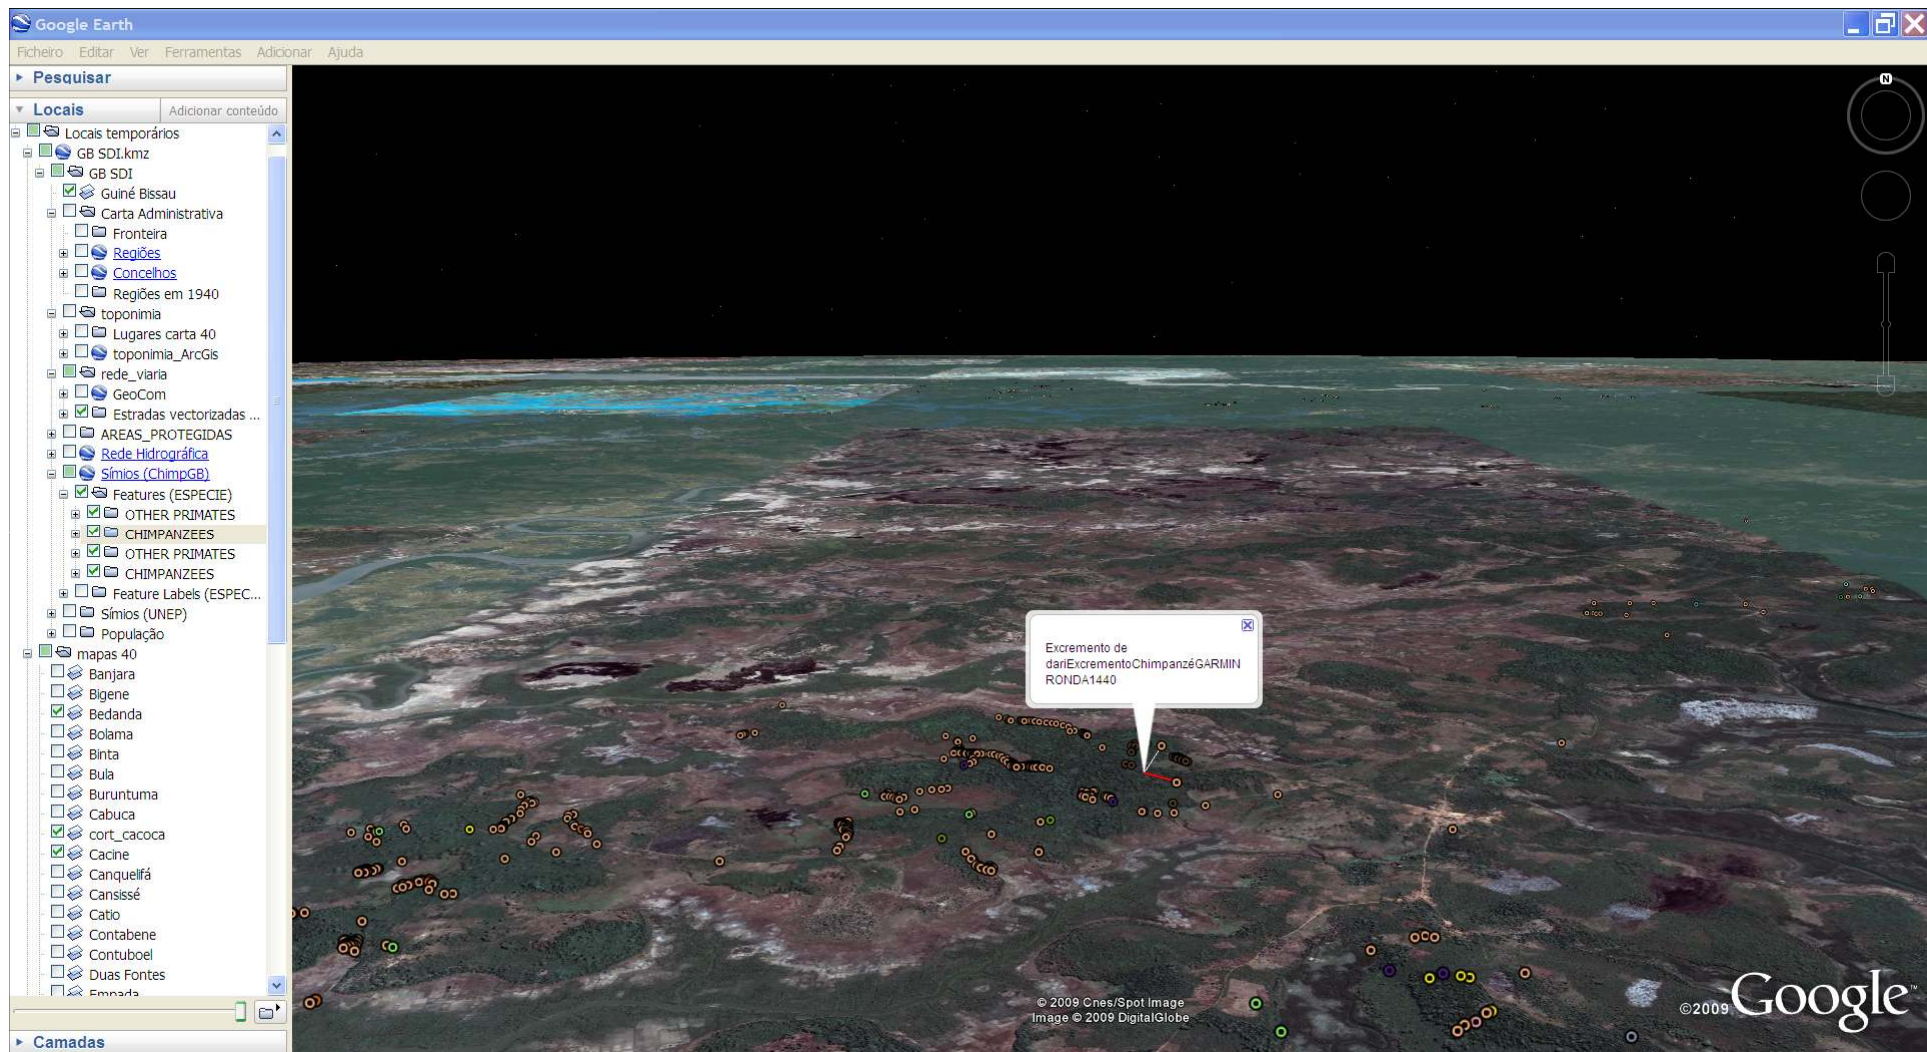 Google Earth
Ficheiro Editar Ver Ferramentas Adicionar Ajuda
Pesquisar
Locais Adicionar conteúdo
Locais temporários
GB SDI.kmz
GB SDI
Guiné Bissau
Carta Administrativa
Fronteira
Regiões
Concelhos
Regiões em 1940
toponimia
Lugares carta 40
toponimia_ArcGis
rede_viaria
GeoCom
Estradas vectorizadas ...
AREAS_PROTEGIDAS
Rede Hidrográfica
Símios (ChimpGB)
Features (ESPECIE)
OTHER PRIMATES
CHIMPANZEES
OTHER PRIMATES
CHIMPANZEES
Feature Labels (ESPEC...
Símios (UNEP)
População
mapas 40
Banjara
Bigene
Bedanda
Bolama
Binta
Bula
Buruntuma
Cabuca
cort_cacoca
Cacine
Canquelifá
Cansissé
Catio
Contabene
Contuboel
Duas Fontes
Empada
Camadas
N
Excremento de
dariExcrementoChimpanzéGARMIN
RONDA1440
© 2009 Cnes/Spot Image
Image © 2009 DigitalGlobe
©2009 Google™